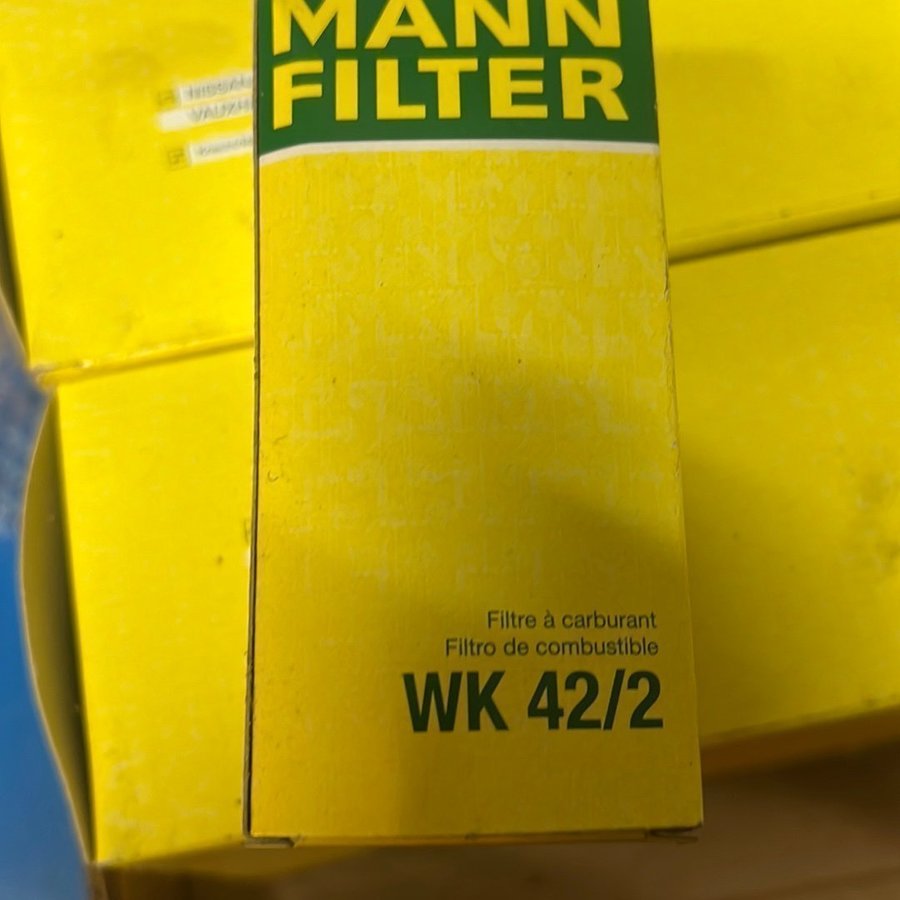 MANN
FILTER
Filtre à carburant
Filtro de combustible
WK 42/2